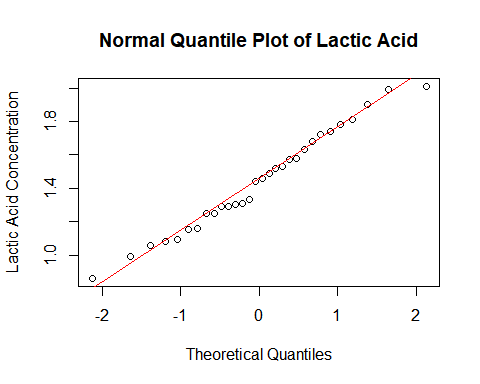 Normal Quantile Plot of Lactic Acid
Lactic Acid Concentration
1.8
1.4
1.0
-2 -1 0 1 2
Theoretical Quantiles